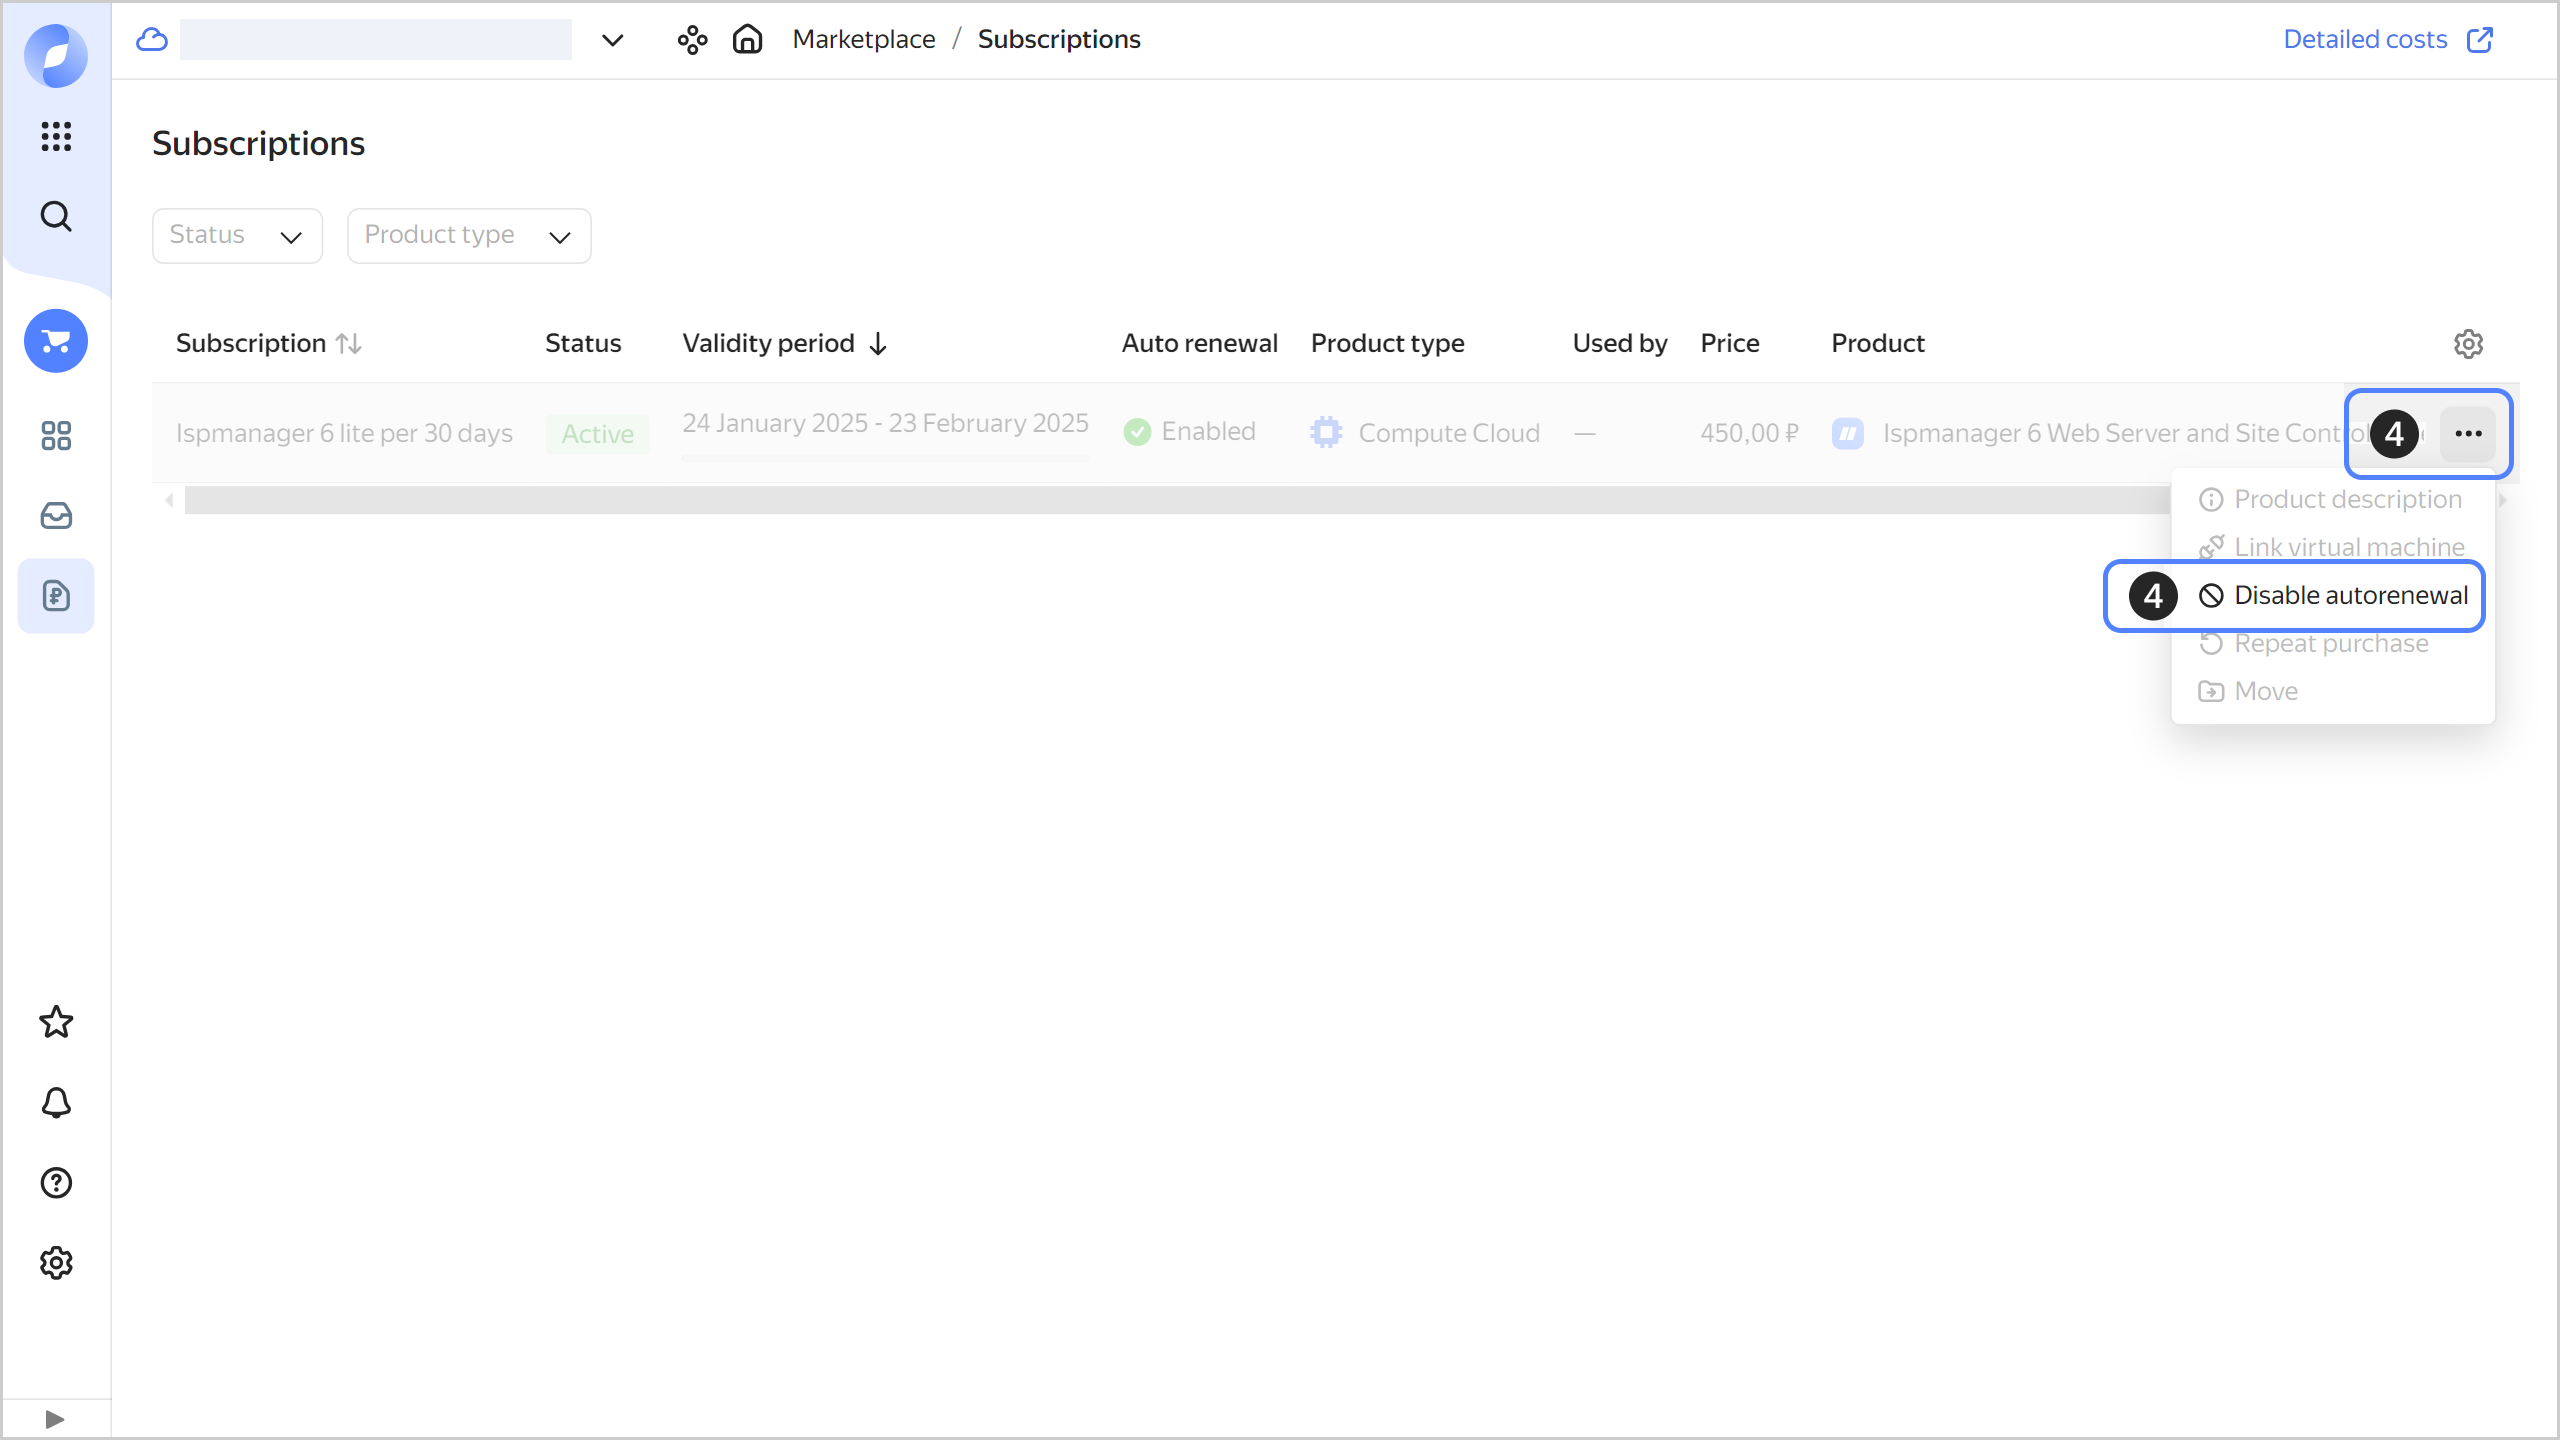 Marketplace / Subscriptions
Detailed costs
Subscriptions
Status
Product type
Subscription Status Validity period Auto renewal Product type Used by Price Product
Ispmanager 6 lite per 30 days Active 24 January 2025 - 23 February 2025 Enabled Compute Cloud — 450,00 ₽ Ispmanager 6 Web Server and Site Control
4
Product description
Link virtual machine
4 Disable autorenewal
Repeat purchase
Move